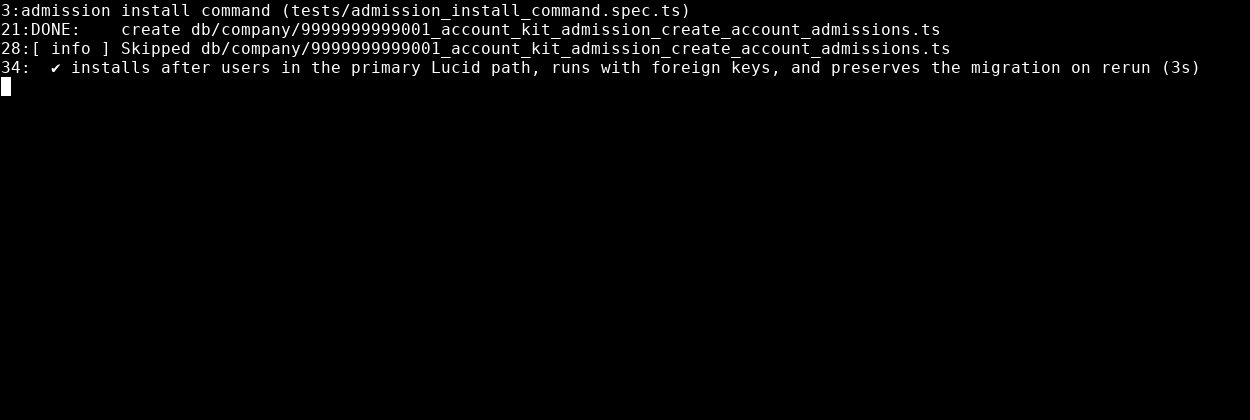 3:admission install command (tests/admission_install_command.spec.ts)
21:DONE:    create db/company/9999999999001_account_kit_admission_create_account_admissions.ts
28:[ info ] Skipped db/company/9999999999001_account_kit_admission_create_account_admissions.ts
34:  ✔ installs after users in the primary Lucid path, runs with foreign keys, and preserves the migration on rerun (3s)